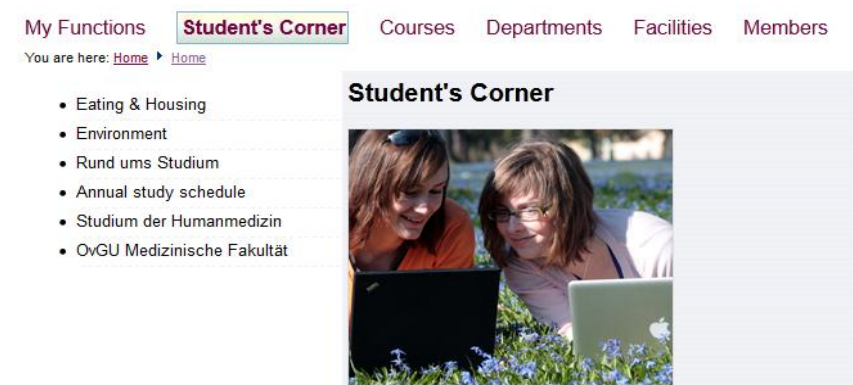 My Functions Student's Corner Courses Departments Facilities Members
You are here: Home Home
Student's Corner
Eating & Housing
Environment
Rund ums Studium
Annual study schedule
Studium der Humanmedizin
OvGU Medizinische Fakultät